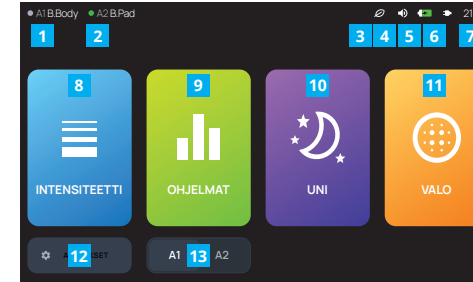 A1 B.Body A2 B.Pad 21
1 2 3 4 5 6 7
8 9 10 11
INTENSITEETTI OHJELMAT UNI VALO
12 A1 13 A2